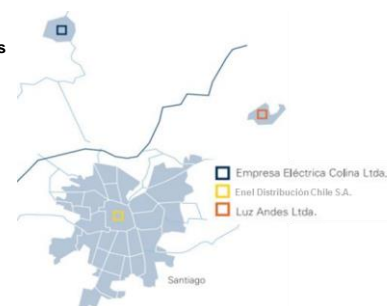 s
Empresa Eléctrica Colina Ltda.
Enel Distribución Chile S.A.
Luz Andes Ltda.
Santiago